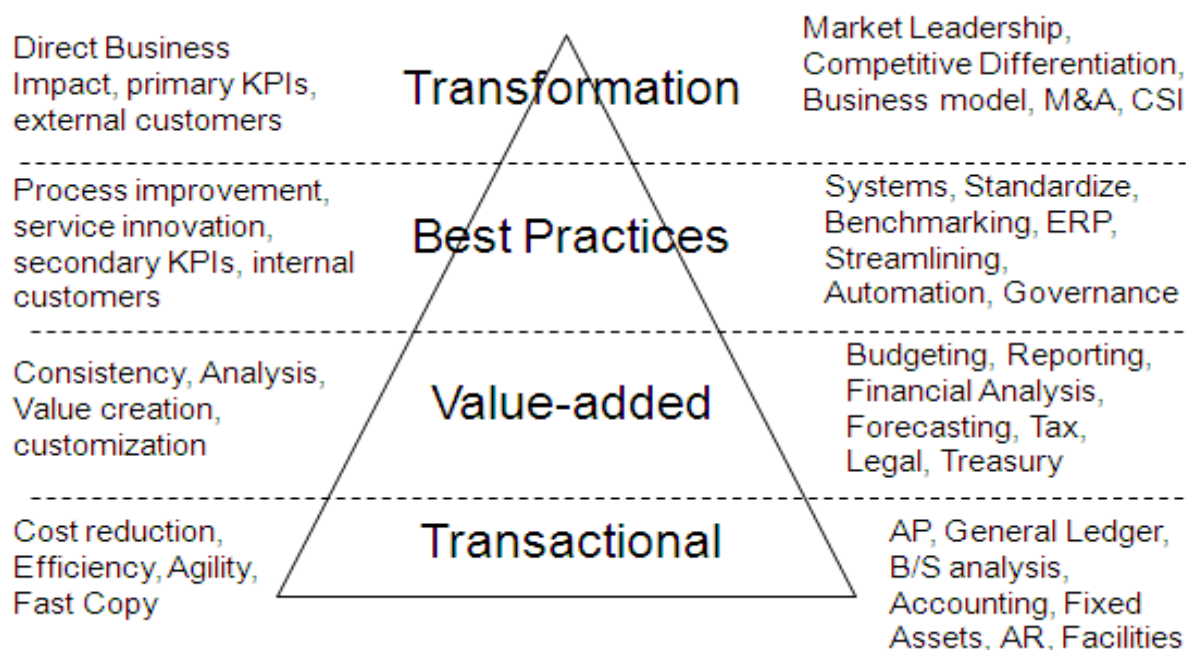 Direct Business
Impact, primary KPIs,
external customers
Transformation
Market Leadership,
Competitive Differentiation,
Business model, M&A, CSI
Process improvement,
service innovation,
secondary KPIs, internal
customers
Best Practices
Systems, Standardize,
Benchmarking, ERP,
Streamlining,
Automation, Governance
Consistency, Analysis,
Value creation,
customization
Value-added
Budgeting, Reporting,
Financial Analysis,
Forecasting, Tax,
Legal, Treasury
Cost reduction,
Efficiency, Agility,
Fast Copy
Transactional
AP, General Ledger,
B/S analysis,
Accounting, Fixed
Assets, AR, Facilities